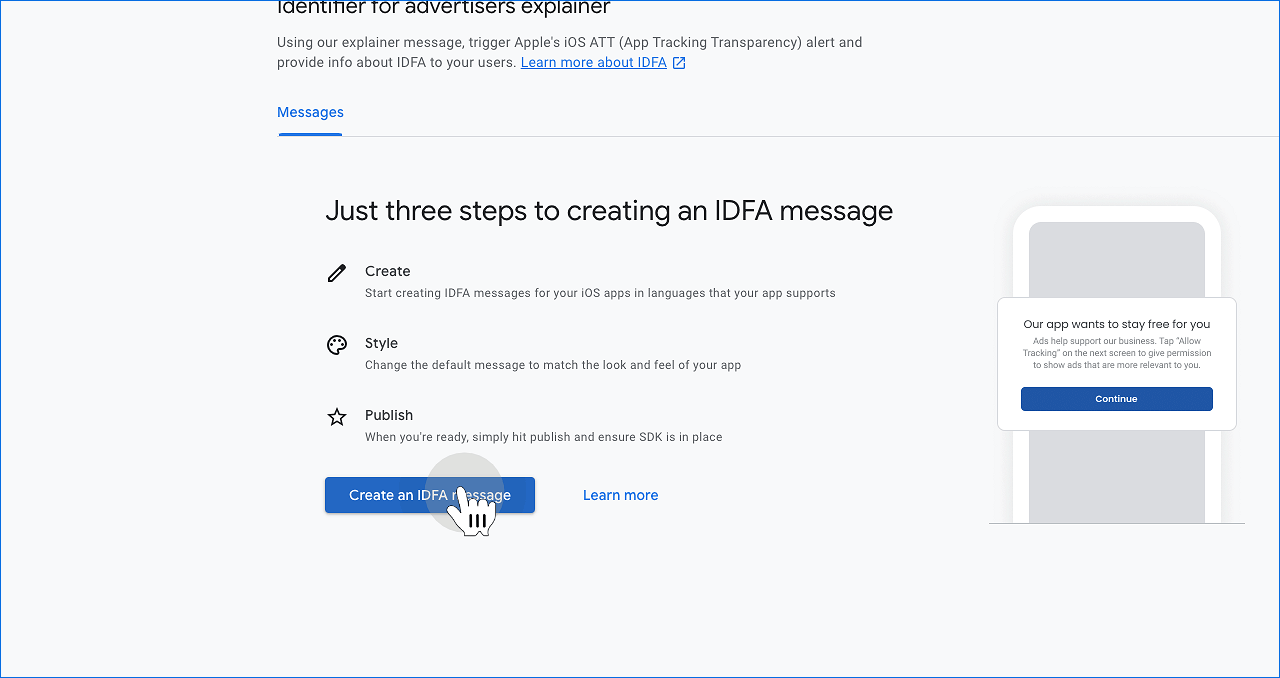 Identifier for advertisers explainer
Using our explainer message, trigger Apple's iOS ATT (App Tracking Transparency) alert and
provide info about IDFA to your users. Learn more about IDFA
Messages
Just three steps to creating an IDFA message
Create
Start creating IDFA messages for your iOS apps in languages that your app supports
Style
Change the default message to match the look and feel of your app
Publish
When you're ready, simply hit publish and ensure SDK is in place
Create an IDFA message
Learn more
Our app wants to stay free for you
Ads help support our business. Tap “Allow
Tracking” on the next screen to give permission
to show ads that are more relevant to you.
Continue